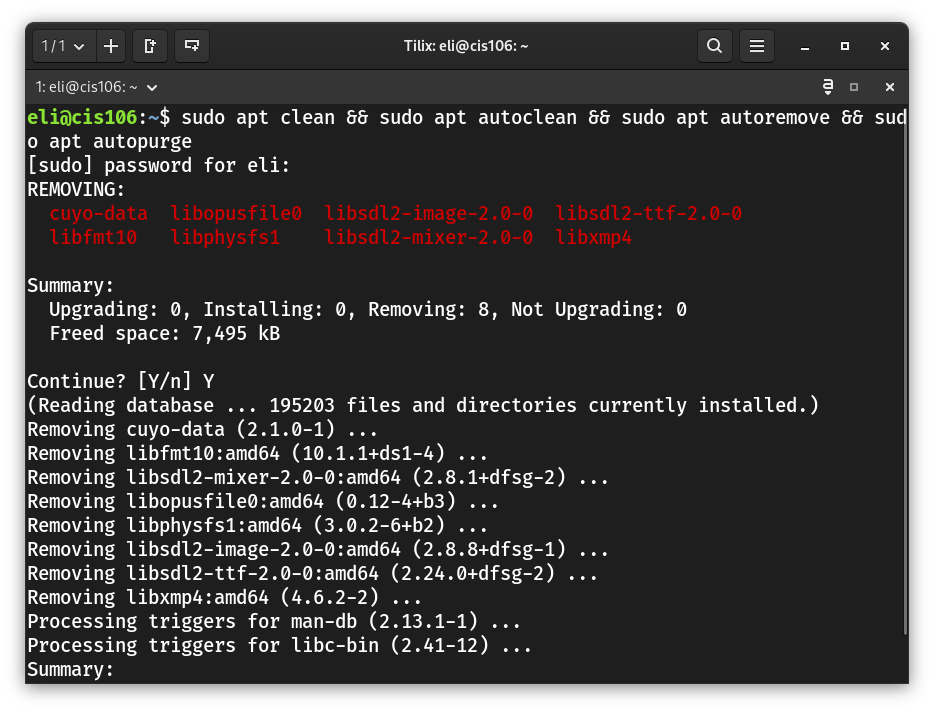 1 / 1
Tilix: eli@cis106: ~
1: eli@cis106: ~
eli@cis106:~$ sudo apt clean && sudo apt autoclean && sudo apt autoremove && sud
o apt autopurge
[sudo] password for eli:
REMOVING:
cuyo-data libopusfile0 libsdl2-image-2.0-0 libsdl2-ttf-2.0-0
libfmt10 libphysfs1 libsdl2-mixer-2.0-0 libxmp4
Summary:
Upgrading: 0, Installing: 0, Removing: 8, Not Upgrading: 0
Freed space: 7,495 kB
Continue? [Y/n] Y
(Reading database ... 195203 files and directories currently installed.)
Removing cuyo-data (2.1.0-1) ...
Removing libfmt10:amd64 (10.1.1+ds1-4) ...
Removing libsdl2-mixer-2.0-0:amd64 (2.8.1+dfsg-2) ...
Removing libopusfile0:amd64 (0.12-4+b3) ...
Removing libphysfs1:amd64 (3.0.2-6+b2) ...
Removing libsdl2-image-2.0-0:amd64 (2.8.8+dfsg-1) ...
Removing libsdl2-ttf-2.0-0:amd64 (2.24.0+dfsg-2) ...
Removing libxmp4:amd64 (4.6.2-2) ...
Processing triggers for man-db (2.13.1-1) ...
Processing triggers for libc-bin (2.41-12) ...
Summary: